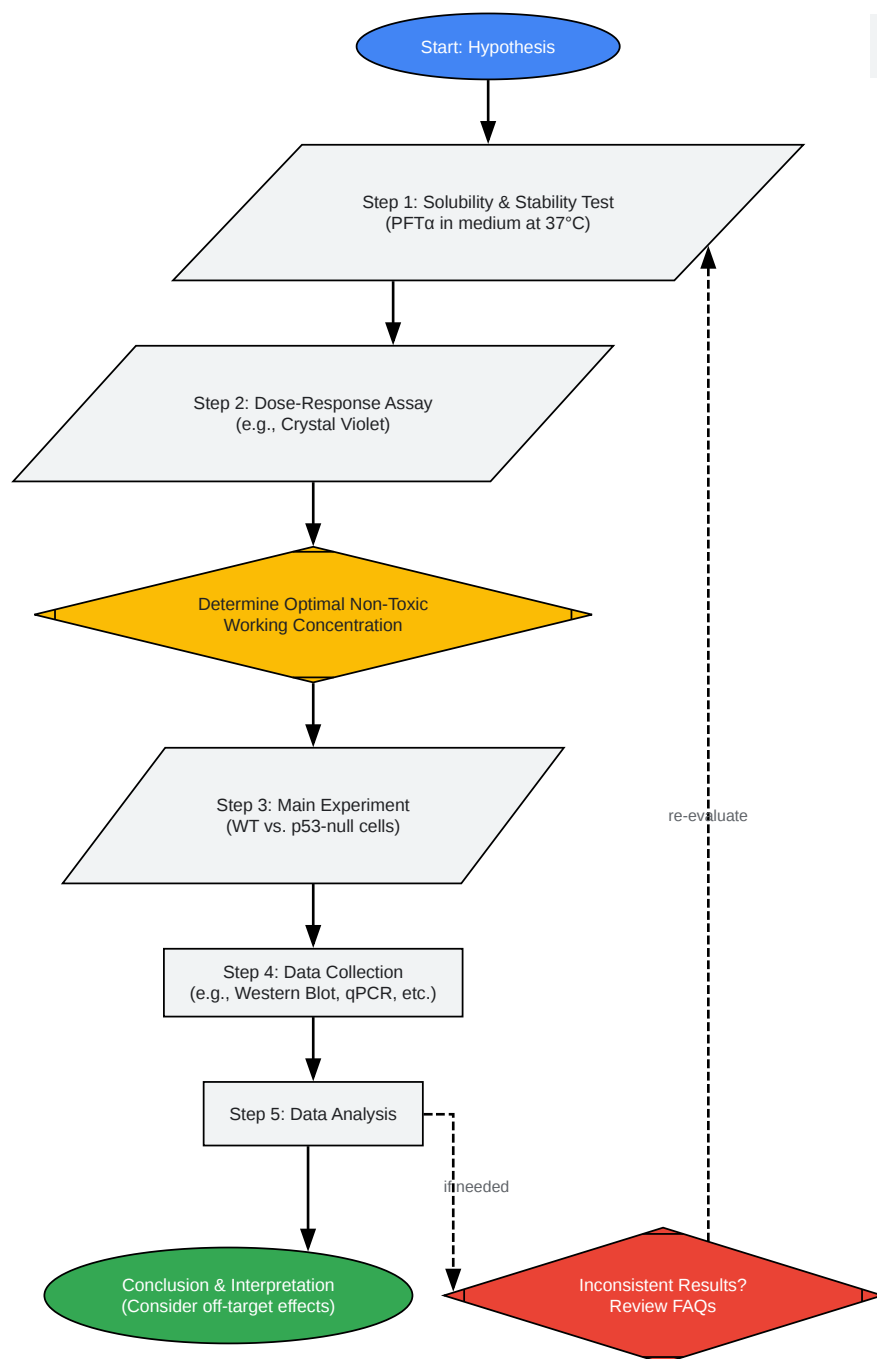 Start: Hypothesis
Step 1: Solubility & Stability Test
(PFTα in medium at 37°C)
Step 2: Dose-Response Assay
(e.g., Crystal Violet)
Determine Optimal Non-Toxic
Working Concentration
Step 3: Main Experiment
(WT vs. p53-null cells)
re-evaluate
Step 4: Data Collection
(e.g., Western Blot, qPCR, etc.)
Step 5: Data Analysis
if needed
Conclusion & Interpretation
(Consider off-target effects)
Inconsistent Results?
Review FAQs